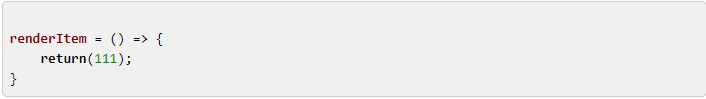 renderItem = () => {
    return(111);
}